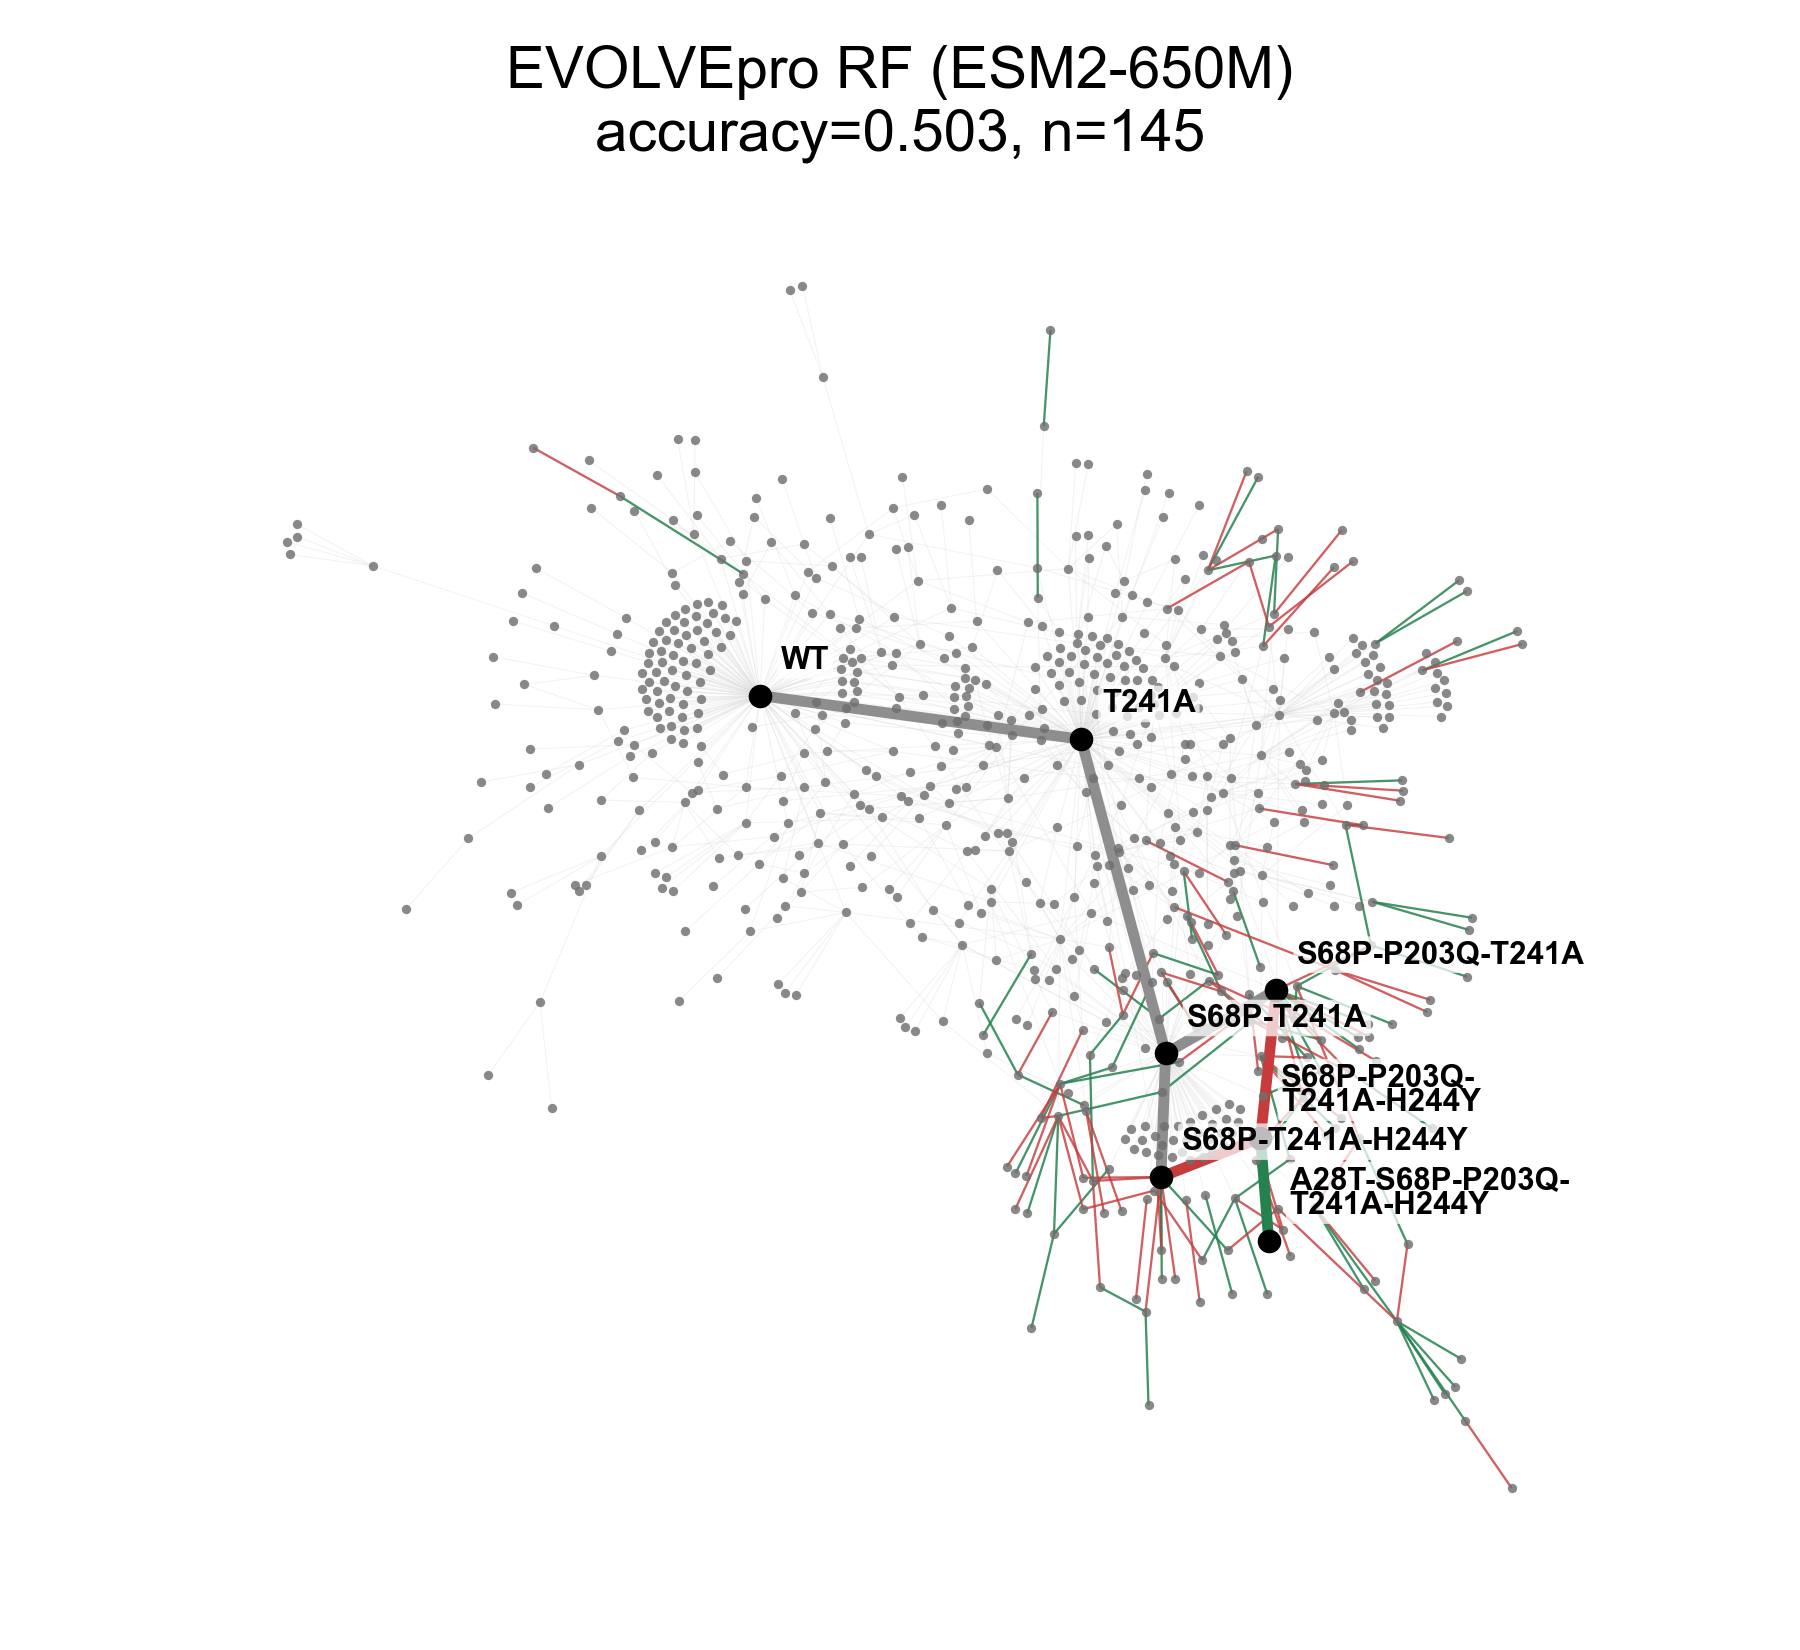 EVOLVEpro RF (ESM2-650M)
accuracy=0.503, n=145
WT
T241A
S68P-P203Q-T241A
S68P-T241A
S68P-P203Q-
T241A-H244Y
S68P-T241A-H244Y
A28T-S68P-P203Q-
T241A-H244Y